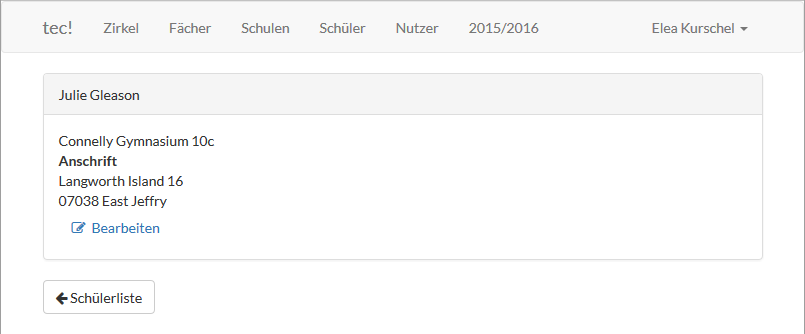 tec! Zirkel Fächer Schulen Schüler Nutzer 2015/2016 Elea Kurschel
Julie Gleason
Connelly Gymnasium 10c
Anschrift
Langworth Island 16
07038 East Jeffry
Bearbeiten
Schülerliste